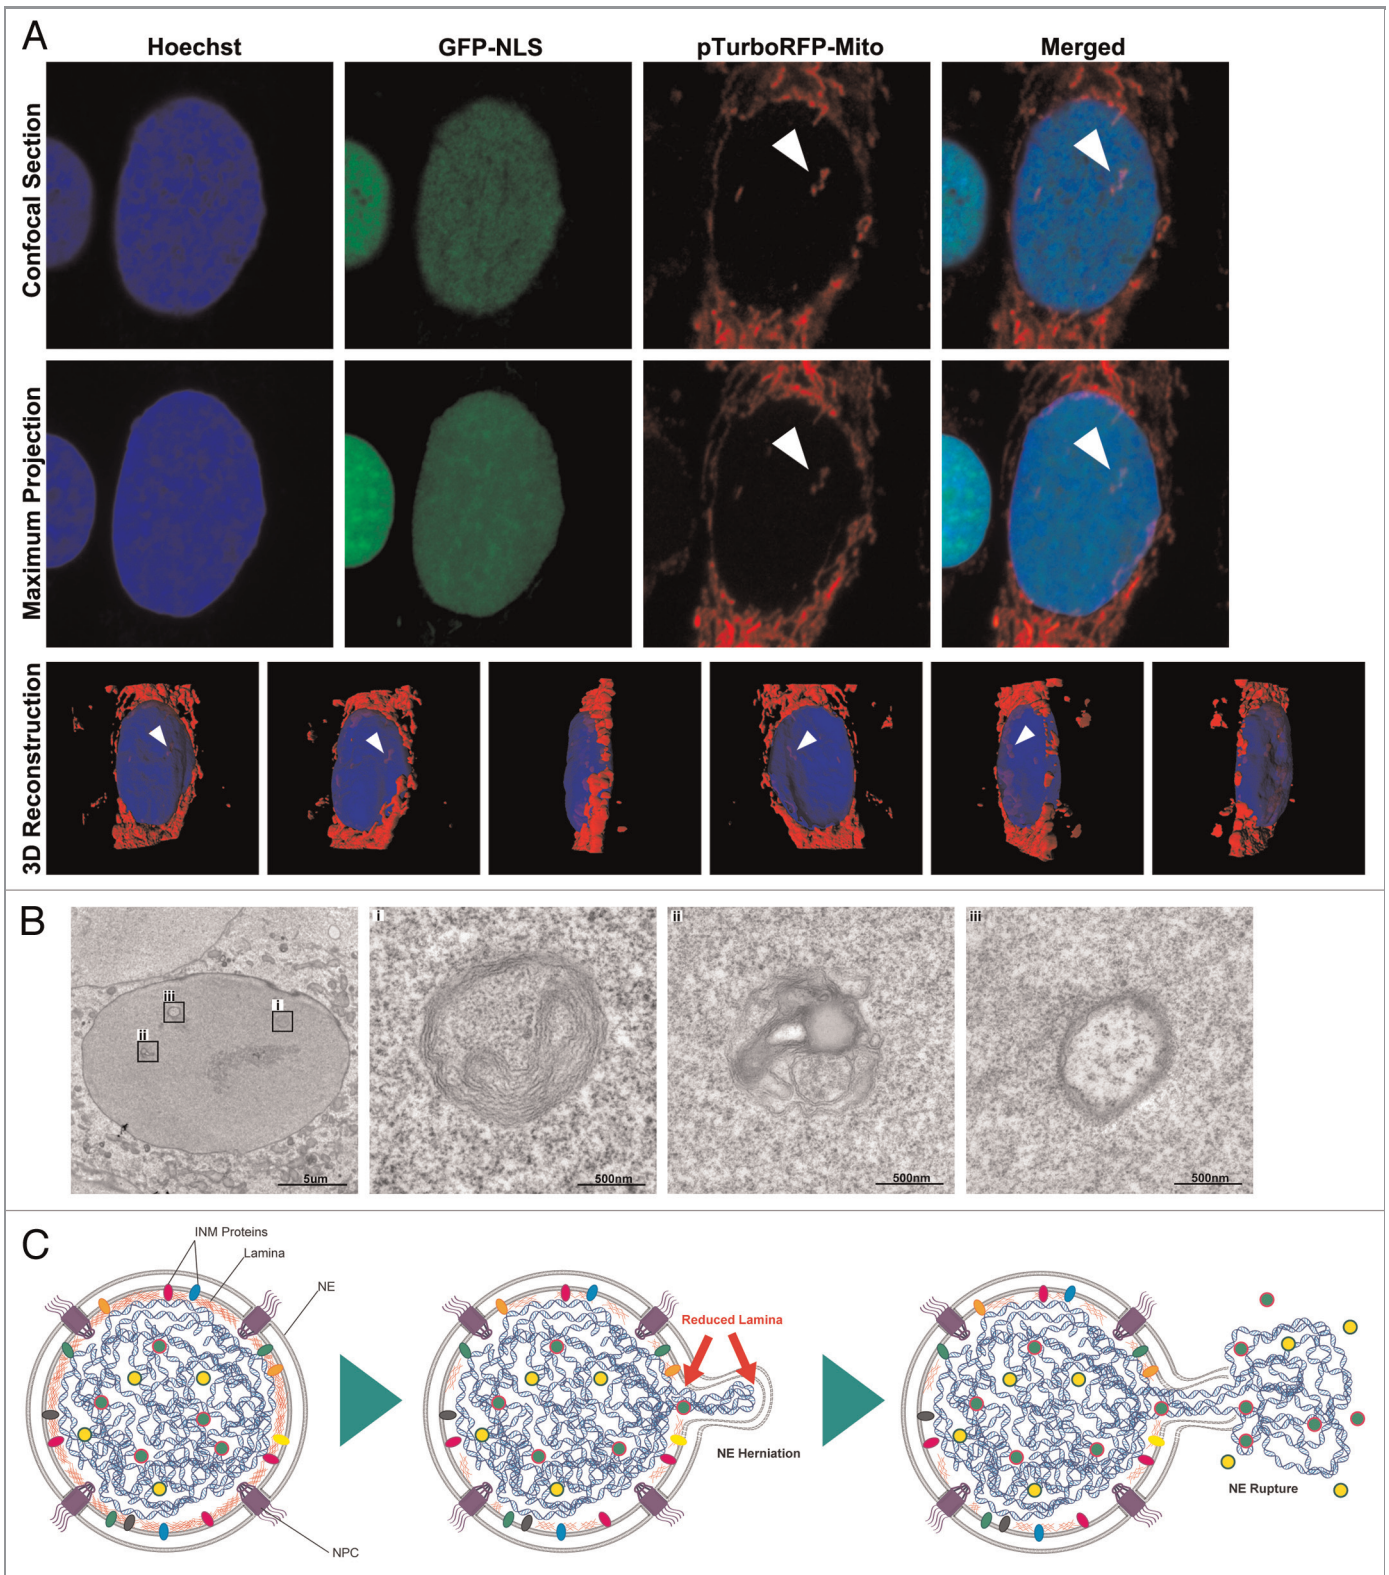 A
Hoechst
GFP-NLS
pTurboRFP-Mito
Merged
Confocal Section
Maximum Projection
3D Reconstruction
B
iii
i
ii
5um
i
500nm
ii
500nm
iii
500nm
C
INM Proteins
Lamina
NE
NPC
Reduced Lamina
NE Herniation
NE Rupture